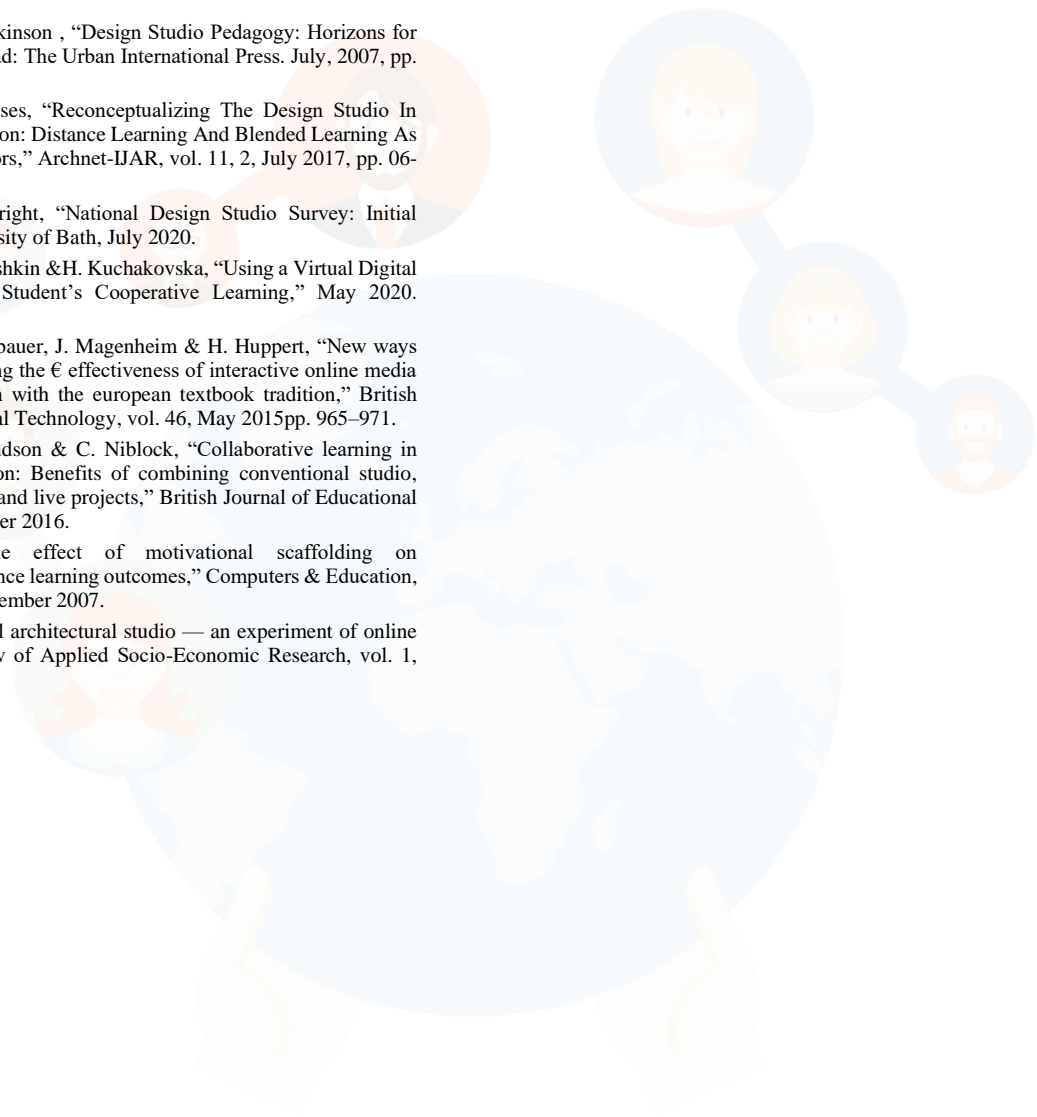 kinson , “Design Studio Pedagogy: Horizons for
d: The Urban International Press. July, 2007, pp.
ses, “Reconceptualizing The Design Studio In
on: Distance Learning And Blended Learning As
rs,” Archnet-IJAR, vol. 11, 2, July 2017, pp. 06-
right, “National Design Studio Survey: Initial
sity of Bath, July 2020.
shkin &H. Kuchakovska, “Using a Virtual Digital
Student’s Cooperative Learning,” May 2020.
bauer, J. Magenheim & H. Huppert, “New ways
ng the € effectiveness of interactive online media
n with the european textbook tradition,” British
al Technology, vol. 46, May 2015pp. 965–971.
dson & C. Niblock, “Collaborative learning in
on: Benefits of combining conventional studio,
and live projects,” British Journal of Educational
er 2016.
e effect of motivational scaffolding on
nce learning outcomes,” Computers & Education,
ember 2007.
l architectural studio — an experiment of online
w of Applied Socio-Economic Research, vol. 1,